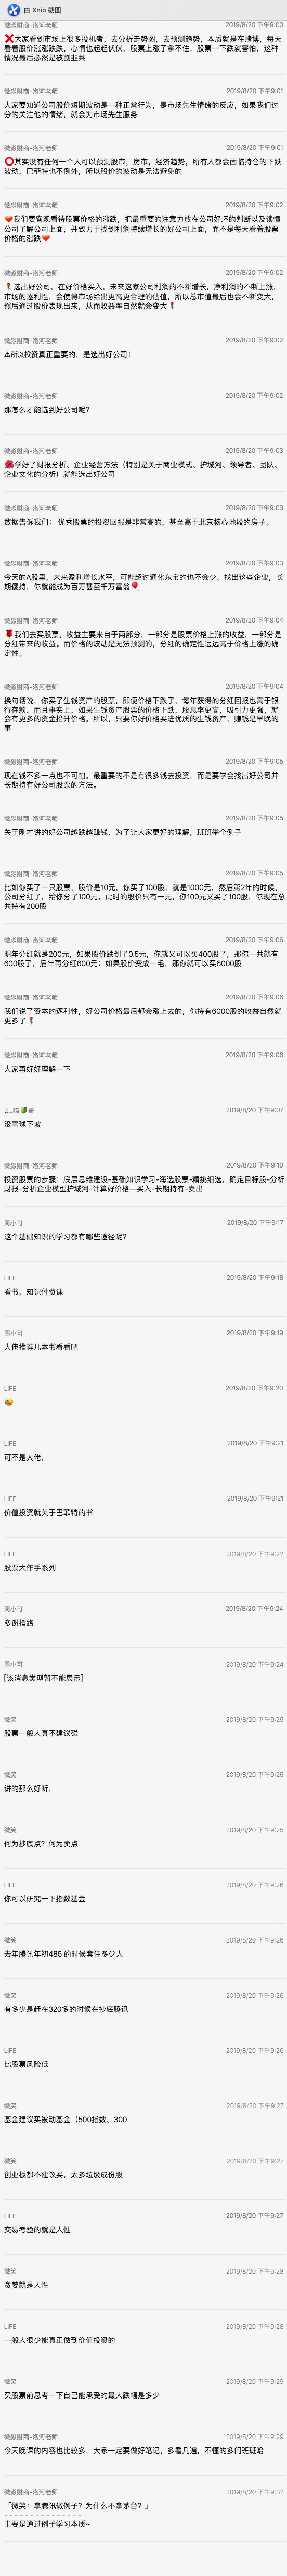 由 Xnip 截图
微淼财商-洛河老师 2019/8/20 下午9:00
❌大家看到市场上很多投机者，去分析走势图，去预测趋势，本质就是在赌博，每天
看着股价涨涨跌跌，心情也起起伏伏，股票上涨了拿不住，股票一下跌就害怕，这种
情况最后必然是被割韭菜
微淼财商-洛河老师 2019/8/20 下午9:01
大家要知道公司股价短期波动是一种正常行为，是市场先生情绪的反应，如果我们过
分的关注他的情绪，就会为市场先生服务
微淼财商-洛河老师 2019/8/20 下午9:01
⭕其实没有任何一个人可以预测股市，房市，经济趋势，所有人都会面临持仓的下跌
波动，巴菲特也不例外，所以股价的波动是无法避免的
微淼财商-洛河老师 2019/8/20 下午9:02
我们要客观看待股票价格的涨跌，把最重要的注意力放在公司好坏的判断以及读懂
公司了解公司上面，并致力于找到利润持续增长的好公司上面，而不是每天看着股票
价格的涨跌
微淼财商-洛河老师 2019/8/20 下午9:02
🌷选出好公司，在好价格买入，未来这家公司利润的不断增长，净利润的不断上涨，
市场的逐利性，会使得市场给出更高更合理的估值，所以总市值最后也会不断变大，
然后通过股价表现出来，从而收益率自然就会变大🌷
微淼财商-洛河老师 2019/8/20 下午9:02
⚠所以投资真正重要的，是选出好公司！
微淼财商-洛河老师 2019/8/20 下午9:02
那怎么才能选到好公司呢？
微淼财商-洛河老师 2019/8/20 下午9:03
🌺学好了财报分析、企业经营方法（特别是关于商业模式、护城河、领导者、团队、
企业文化的分析）就能选出好公司
微淼财商-洛河老师 2019/8/20 下午9:03
数据告诉我们： 优秀股票的投资回报是非常高的，甚至高于北京核心地段的房子。
微淼财商-洛河老师 2019/8/20 下午9:03
今天的A股里，未来盈利增长水平，可能超过通化东宝的也不会少。找出这些企业，长
期傻持，你就能成为百万甚至千万富翁🎈
微淼财商-洛河老师 2019/8/20 下午9:04
🌹我们去买股票，收益主要来自于两部分，一部分是股票价格上涨的收益，一部分是
分红带来的收益。而价格的波动是无法预测的，分红的确定性远远高于价格上涨的确
定性。
微淼财商-洛河老师 2019/8/20 下午9:04
换句话说，你买了生钱资产的股票，即便价格下跌了，每年获得的分红回报也高于银
行存款。而且事实上，如果生钱资产股票的价格下跌，股息率更高，吸引力更强，就
会有更多的资金抬升价格。所以，只要你好价格买进优质的生钱资产，赚钱是早晚的
事
微淼财商-洛河老师 2019/8/20 下午9:05
现在钱不多一点也不可怕。最重要的不是有很多钱去投资，而是要学会找出好公司并
长期持有好公司股票的方法。
微淼财商-洛河老师 2019/8/20 下午9:05
关于刚才讲的好公司越跌越赚钱，为了让大家更好的理解，班班举个例子
微淼财商-洛河老师 2019/8/20 下午9:05
比如你买了一只股票，股价是10元，你买了100股，就是1000元，然后第2年的时候，
公司分红了，给你分了100元。此时的股价只有一元，你100元又买了100股，你现在总
共持有200股
微淼财商-洛河老师 2019/8/20 下午9:06
明年分红就是200元，如果股价跌到了0.5元，你就又可以买400股了，那你一共就有
600股了，后年再分红600元；如果股价变成一毛，那你就可以买6000股
微淼财商-洛河老师 2019/8/20 下午9:06
我们说了资本的逐利性，好公司价格最后都会涨上去的，你持有6000股的收益自然就
更多了🌷
微淼财商-洛河老师 2019/8/20 下午9:06
大家再好好理解一下
哥 2019/8/20 下午9:07
滚雪球下坡
微淼财商-洛河老师 2019/8/20 下午9:10
投资股票的步骤：底层思维建设-基础知识学习-海选股票-精挑细选，确定目标股-分析
财报-分析企业模型护城河-计算好价格—买入-长期持有-卖出
周小可 2019/8/20 下午9:17
这个基础知识的学习都有哪些途径呢？
LIFE 2019/8/20 下午9:18
看书，知识付费课
周小可 2019/8/20 下午9:19
大佬推荐几本书看看吧
LIFE 2019/8/20 下午9:20
LIFE 2019/8/20 下午9:21
可不是大佬，
LIFE 2019/8/20 下午9:21
价值投资就关于巴菲特的书
LIFE 2019/8/20 下午9:22
股票大作手系列
周小可 2019/8/20 下午9:24
多谢指路
周小可 2019/8/20 下午9:24
[该消息类型暂不能展示]
微笑 2019/8/20 下午9:25
股票一般人真不建议碰
微笑 2019/8/20 下午9:25
讲的那么好听，
微笑 2019/8/20 下午9:25
何为抄底点？何为卖点
LIFE 2019/8/20 下午9:26
你可以研究一下指数基金
微笑 2019/8/20 下午9:26
去年腾讯年初485 的时候套住多少人
微笑 2019/8/20 下午9:26
有多少是赶在320多的时候在抄底腾讯
LIFE 2019/8/20 下午9:26
比股票风险低
微笑 2019/8/20 下午9:27
基金建议买被动基金（500指数、300
微笑 2019/8/20 下午9:27
创业板都不建议买，太多垃圾成份股
LIFE 2019/8/20 下午9:27
交易考验的就是人性
微笑 2019/8/20 下午9:28
贪婪就是人性
LIFE 2019/8/20 下午9:28
一般人很少能真正做到价值投资的
微笑 2019/8/20 下午9:29
买股票前思考一下自己能承受的最大跌幅是多少
微淼财商-洛河老师 2019/8/20 下午9:29
今天晚课的内容也比较多，大家一定要做好笔记，多看几遍，不懂的多问班班哈
微淼财商-洛河老师 2019/8/20 下午9:32
「微笑：拿腾讯做例子？为什么不拿茅台？」
- - - - - - - - - - - - - - -
主要是通过例子学习本质~